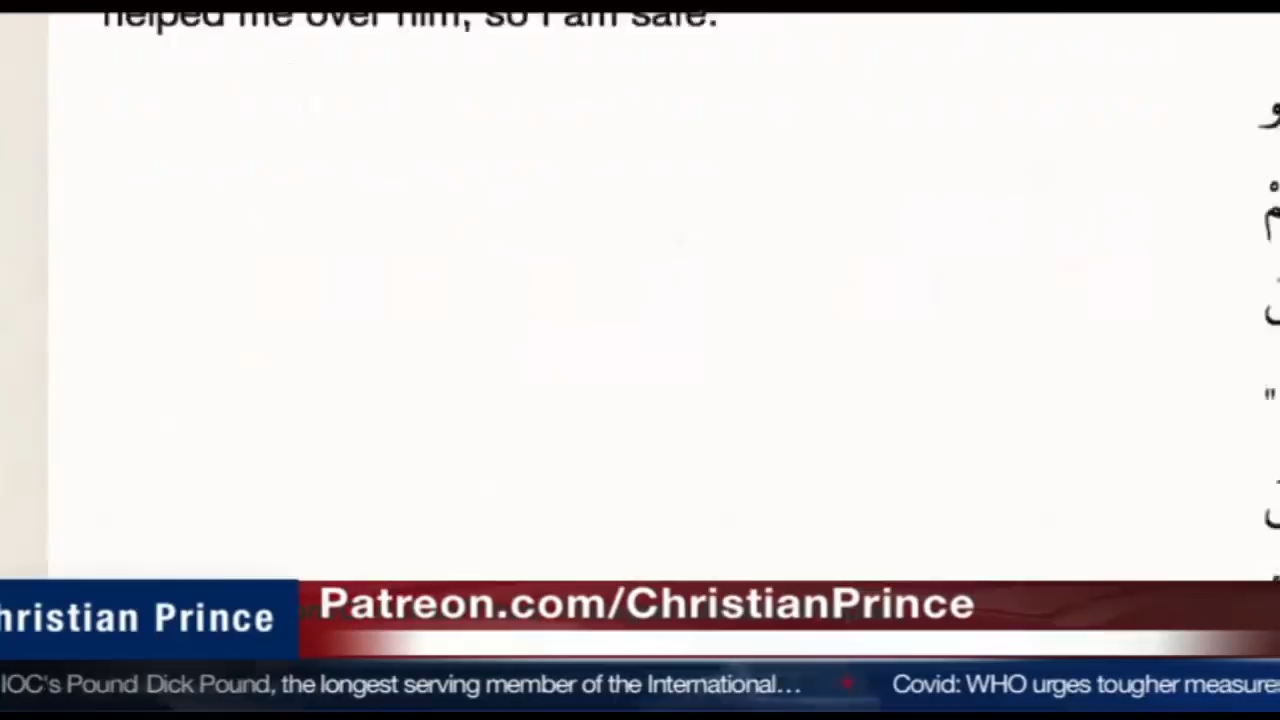 helped me over him, so I am safe.
و
مْ
"
hristian Prince
Patreon.com/ChristianPrince
IOC's Pound Dick Pound, the longest serving member of the International... Covid: WHO urges tougher measures